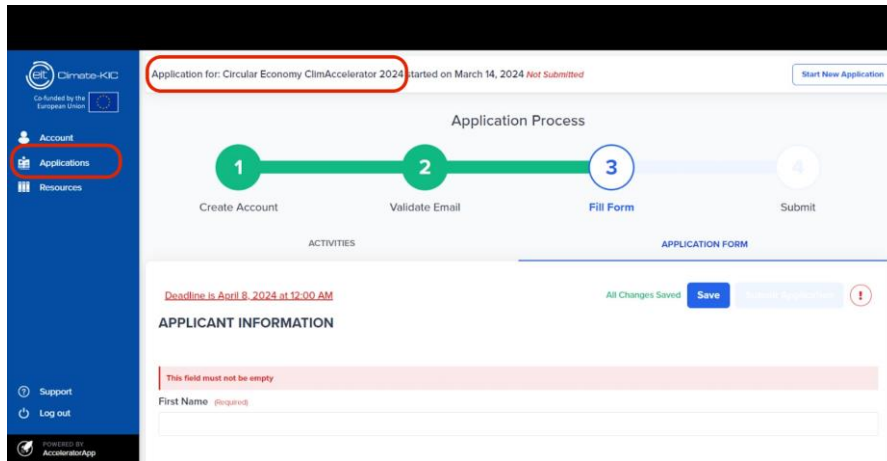 eit Climate-KIC
Co-funded by the
European Union
Account
Applications
Resources
Support
Log out
POWERED BY
AcceleratorApp
Application for: Circular Economy ClimAccelerator 2024 started on March 14, 2024 Not Submitted
Start New Application
Application Process
1
2
3
4
Create Account
Validate Email
Fill Form
Submit
ACTIVITIES
APPLICATION FORM
Deadline is April 8, 2024 at 12:00 AM
All Changes Saved
Save
Submit Application
!
APPLICANT INFORMATION
This field must not be empty
First Name (Required)